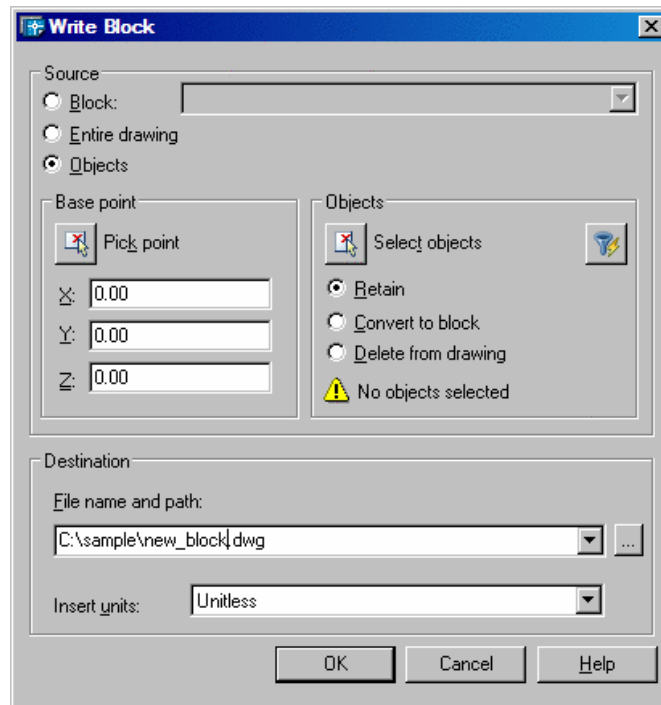 Write Block
Source
Block:
Entire drawing
Objects
Base point
Pick point
X: 0.00
Y: 0.00
Z: 0.00
Objects
Select objects
Retain
Convert to block
Delete from drawing
No objects selected
Destination
File name and path:
C:\sample\new_block.dwg
...
Insert units: Unitless
OK Cancel Help